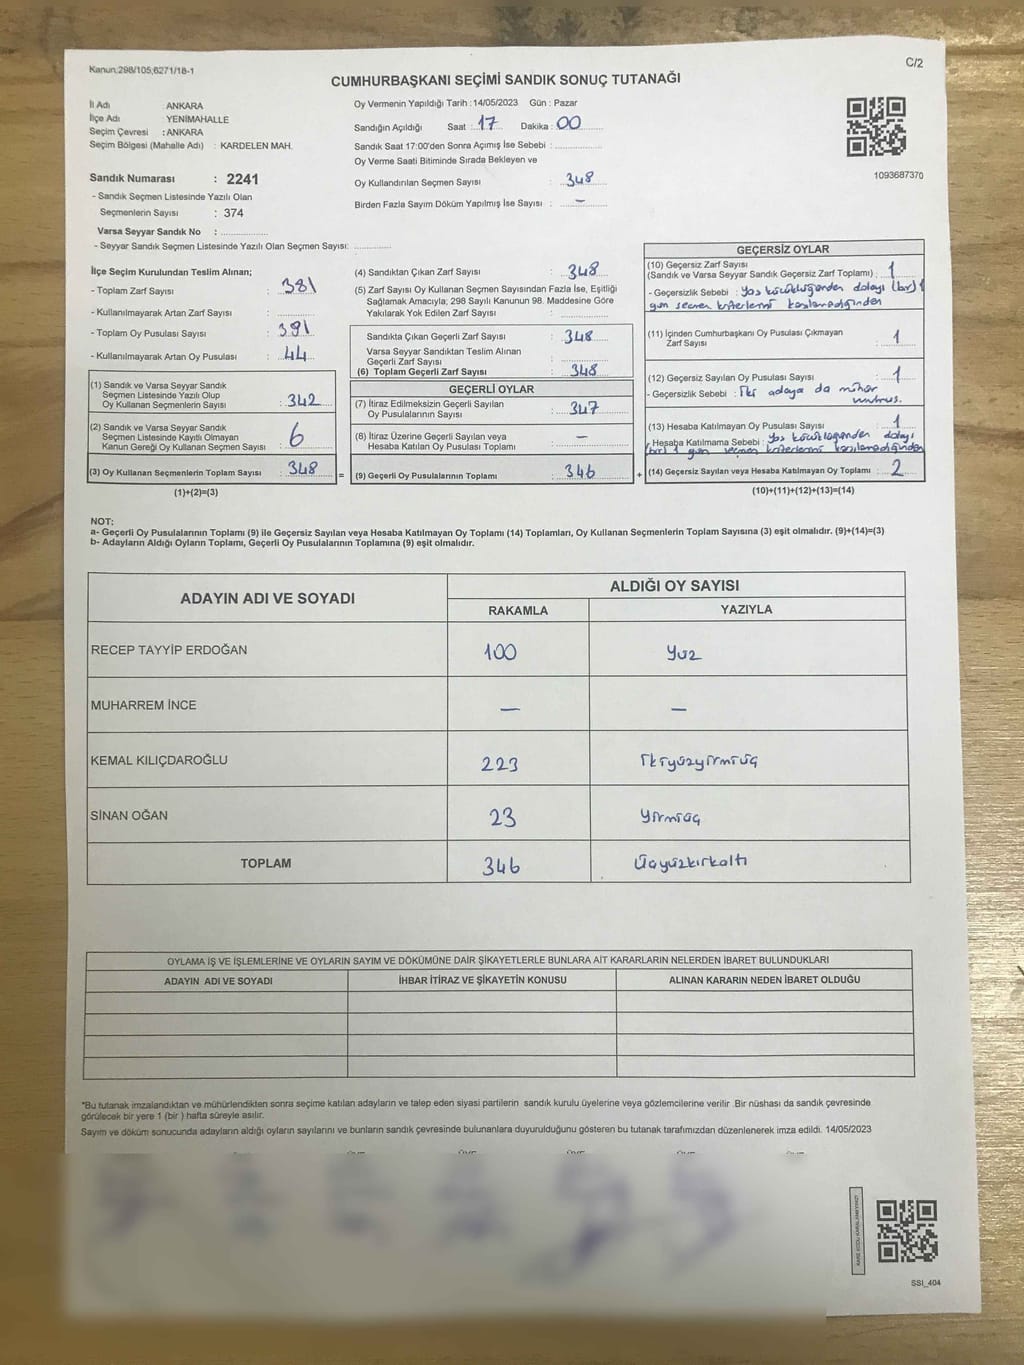 Kanun;298/105;6271/18-1
C/2
CUMHURBAŞKANI SEÇİMİ SANDIK SONUÇ TUTANAĞI
İl Adı : ANKARA
İlçe Adı : YENİMAHALLE
Seçim Çevresi : ANKARA
Seçim Bölgesi (Mahalle Adı) : KARDELEN MAH.
Sandık Numarası : 2241
- Sandık Seçmen Listesinde Yazılı Olan
Seçmenlerin Sayısı : 374
Varsa Seyyar Sandık No :
- Seyyar Sandık Seçmen Listesinde Yazılı Olan Seçmen Sayısı:
Oy Vermenin Yapıldığı Tarih : 14/05/2023 Gün : Pazar
Sandığın Açıldığı Saat : 17 Dakika : 00
Sandık Saat 17:00'den Sonra Açımış İse Sebebi :
Oy Verme Saati Bitiminde Sırada Bekleyen ve
Oy Kullandırılan Seçmen Sayısı : 348
Birden Fazla Sayım Döküm Yapılmış İse Sayısı : -
1093687370
İlçe Seçim Kurulundan Teslim Alınan;
- Toplam Zarf Sayısı : 381
- Kullanılmayarak Artan Zarf Sayısı :
- Toplam Oy Pusulası Sayısı : 391
- Kullanılmayarak Artan Oy Pusulası : 44
(1) Sandık ve Varsa Seyyar Sandık
Seçmen Listesinde Yazılı Olup
Oy Kullanan Seçmenlerin Sayısı : 342
(2) Sandık ve Varsa Seyyar Sandık
Seçmen Listesinde Kayıtlı Olmayan
Kanun Gereği Oy Kullanan Seçmen Sayısı : 6
(3) Oy Kullanan Seçmenlerin Toplam Sayısı : 348
(1)+(2)=(3)
(4) Sandıktan Çıkan Zarf Sayısı : 348
(5) Zarf Sayısı Oy Kullanan Seçmen Sayısından Fazla İse, Eşitliği
Sağlamak Amacıyla; 298 Sayılı Kanunun 98. Maddesine Göre
Yakılarak Yok Edilen Zarf Sayısı :
Sandıkta Çıkan Geçerli Zarf Sayısı : 348
Varsa Seyyar Sandıktan Teslim Alınan
Geçerli Zarf Sayısı :
(6) Toplam Geçerli Zarf Sayısı : 348
GEÇERLİ OYLAR
(7) İtiraz Edilmeksizin Geçerli Sayılan
Oy Pusulalarının Sayısı : 347
(8) İtiraz Üzerine Geçerli Sayılan veya
Hesaba Katılan Oy Pusulası Toplamı : -
= (9) Geçerli Oy Pusulalarının Toplamı : 346 +
GEÇERSİZ OYLAR
(10) Geçersiz Zarf Sayısı
(Sandık ve Varsa Seyyar Sandık Geçersiz Zarf Toplamı) : 1
- Geçersizlik Sebebi : Yaş küçüklüğünden dolayı (bir) 1
gün seçmen kriterlerini karşılamadığından
(11) İçinden Cumhurbaşkanı Oy Pusulası Çıkmayan
Zarf Sayısı : 1
(12) Geçersiz Sayılan Oy Pusulası Sayısı : 1
- Geçersizlik Sebebi : İki adaya da mühür
vurulmuş.
(13) Hesaba Katılmayan Oy Pusulası Sayısı : 1
- Hesaba Katılmama Sebebi : Yaş küçüklüğünden dolayı
(bir) 1 gün seçmen kriterlerini karşılamadığından
(14) Geçersiz Sayılan veya Hesaba Katılmayan Oy Toplamı : 2
(10)+(11)+(12)+(13)=(14)
NOT:
a- Geçerli Oy Pusulalarının Toplamı (9) ile Geçersiz Sayılan veya Hesaba Katılmayan Oy Toplamı (14) Toplamları, Oy Kullanan Seçmenlerin Toplam Sayısına (3) eşit olmalıdır. (9)+(14)=(3)
b- Adayların Aldığı Oyların Toplamı, Geçerli Oy Pusulalarının Toplamına (9) eşit olmalıdır.
ADAYIN ADI VE SOYADI ALDIĞI OY SAYISI
RAKAMLA YAZIYLA
RECEP TAYYİP ERDOĞAN 100 yüz
MUHARREM İNCE - -
KEMAL KILIÇDAROĞLU 223 İkiyüzyirmiüç
SİNAN OĞAN 23 Yirmiüç
TOPLAM 346 Üçyüzkırkaltı
OYLAMA İŞ VE İŞLEMLERİNE VE OYLARIN SAYIM VE DÖKÜMÜNE DAİR ŞİKAYETLERLE BUNLARA AİT KARARLARIN NELERDEN İBARET BULUNDUKLARI
ADAYIN ADI VE SOYADI İHBAR İTİRAZ VE ŞİKAYETİN KONUSU ALINAN KARARIN NEDEN İBARET OLDUĞU
*Bu tutanak imzalandıktan ve mühürlendikten sonra seçime katılan adayların ve talep eden siyasi partilerin sandık kurulu üyelerine veya gözlemcilerine verilir .Bir nüshası da sandık çevresinde
görülecek bir yere 1 (bir ) hafta süreyle asılır.
Sayım ve döküm sonucunda adayların aldığı oyların sayılarını ve bunların sandık çevresinde bulunanlara duyurulduğunu gösteren bu tutanak tarafımızdan düzenlenerek imza edildi. 14/05/2023
SSI_404